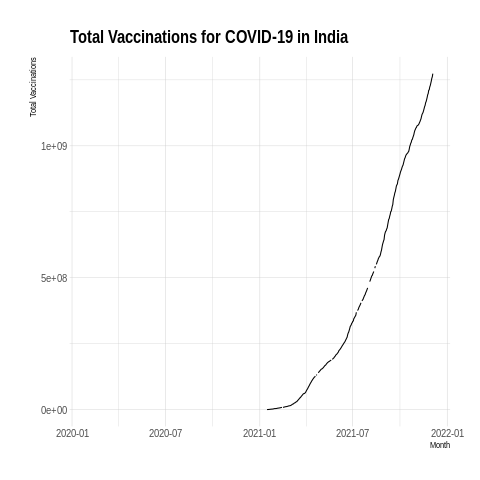 Total Vaccinations for COVID-19 in India
Total Vaccinations
1e+09
5e+08
0e+00
2020-01 2020-07 2021-01 2021-07 2022-01
Month